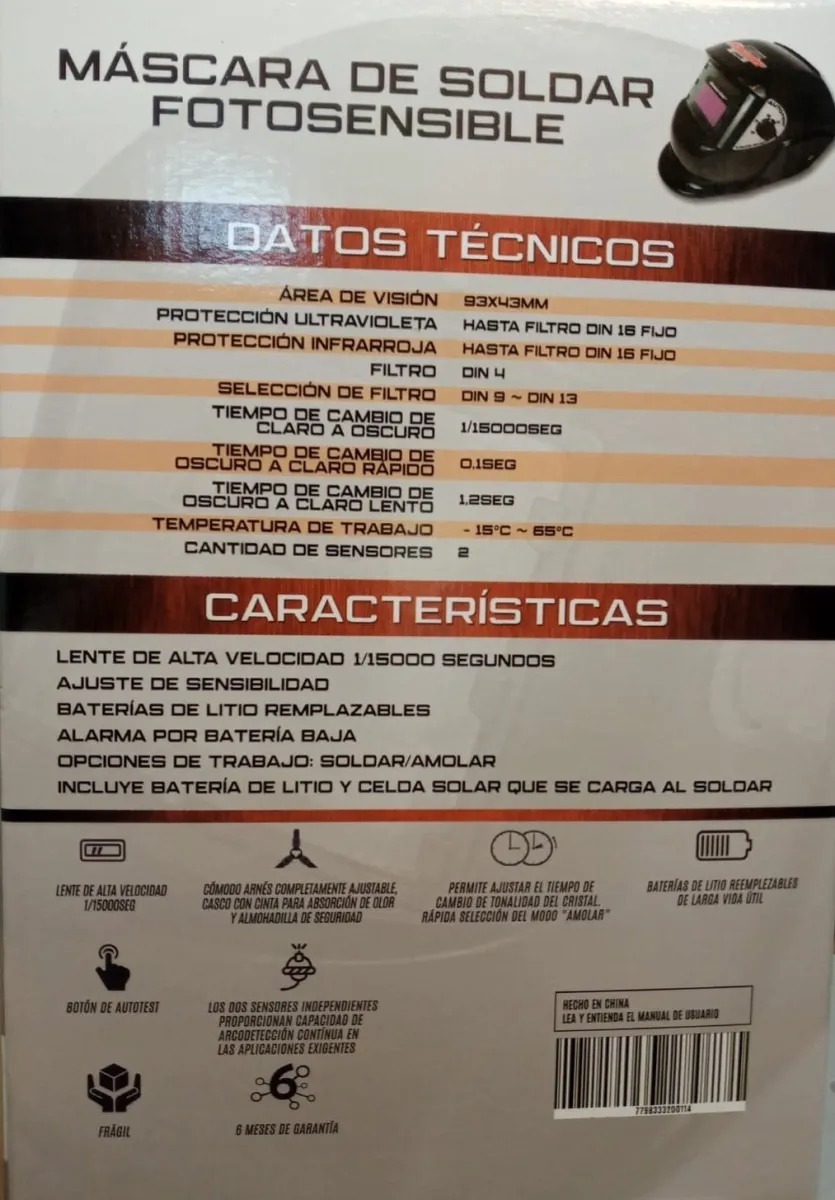 MÁSCARA DE SOLDAR
FOTOSENSIBLE
DATOS TÉCNICOS
ÁREA DE VISIÓN 93X43MM
PROTECCIÓN ULTRAVIOLETA HASTA FILTRO DIN 16 FIJO
PROTECCIÓN INFRARROJA HASTA FILTRO DIN 16 FIJO
FILTRO DIN 4
SELECCIÓN DE FILTRO DIN 9 ~ DIN 13
TIEMPO DE CAMBIO DE
CLARO A OSCURO 1/15000SEG
TIEMPO DE CAMBIO DE
OSCURO A CLARO RÁPIDO 0.1SEG
TIEMPO DE CAMBIO DE
OSCURO A CLARO LENTO 1,2SEG
TEMPERATURA DE TRABAJO - 15°C ~ 65°C
CANTIDAD DE SENSORES 2
CARACTERÍSTICAS
LENTE DE ALTA VELOCIDAD 1/15000 SEGUNDOS
AJUSTE DE SENSIBILIDAD
BATERÍAS DE LITIO REMPLAZABLES
ALARMA POR BATERÍA BAJA
OPCIONES DE TRABAJO: SOLDAR/AMOLAR
INCLUYE BATERÍA DE LITIO Y CELDA SOLAR QUE SE CARGA AL SOLDAR
LENTE DE ALTA VELOCIDAD
1/15000SEG
CÓMODO ARNÉS COMPLETAMENTE AJUSTABLE,
CASCO CON CINTA PARA ABSORCIÓN DE OLOR
Y ALMOHADILLA DE SEGURIDAD
PERMITE AJUSTAR EL TIEMPO DE
CAMBIO DE TONALIDAD DEL CRISTAL.
RÁPIDA SELECCIÓN DEL MODO "AMOLAR"
BATERÍAS DE LITIO REEMPLEZABLES
DE LARGA VIDA ÚTIL
BOTÓN DE AUTOTEST
LOS DOS SENSORES INDEPENDIENTES
PROPORCIONAN CAPACIDAD DE
ARCODETECCIÓN CONTÍNUA EN
LAS APLICACIONES EXIGENTES
HECHO EN CHINA
LEA Y ENTIENDA EL MANUAL DE USUARIO
7798333200114
FRÁGIL
6
6 MESES DE GARANTÍA